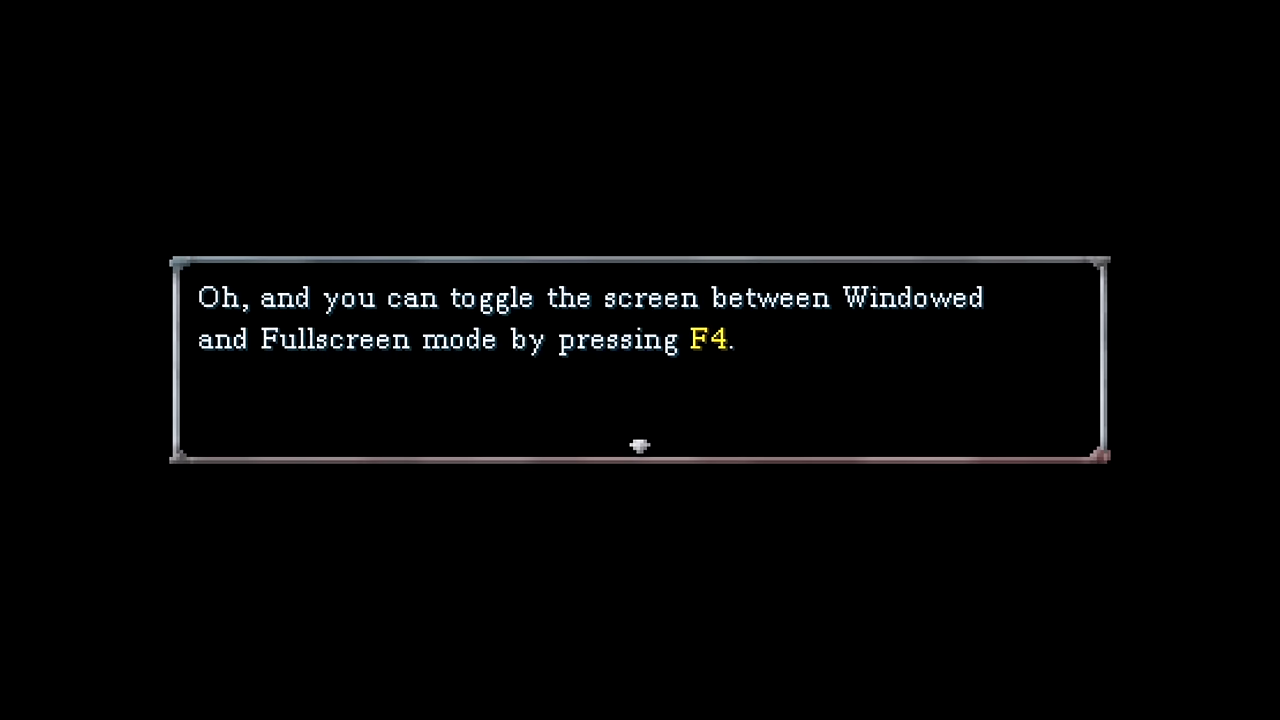 Oh, and you can toggle the screen between Windowed
and Fullscreen mode by pressing F4.